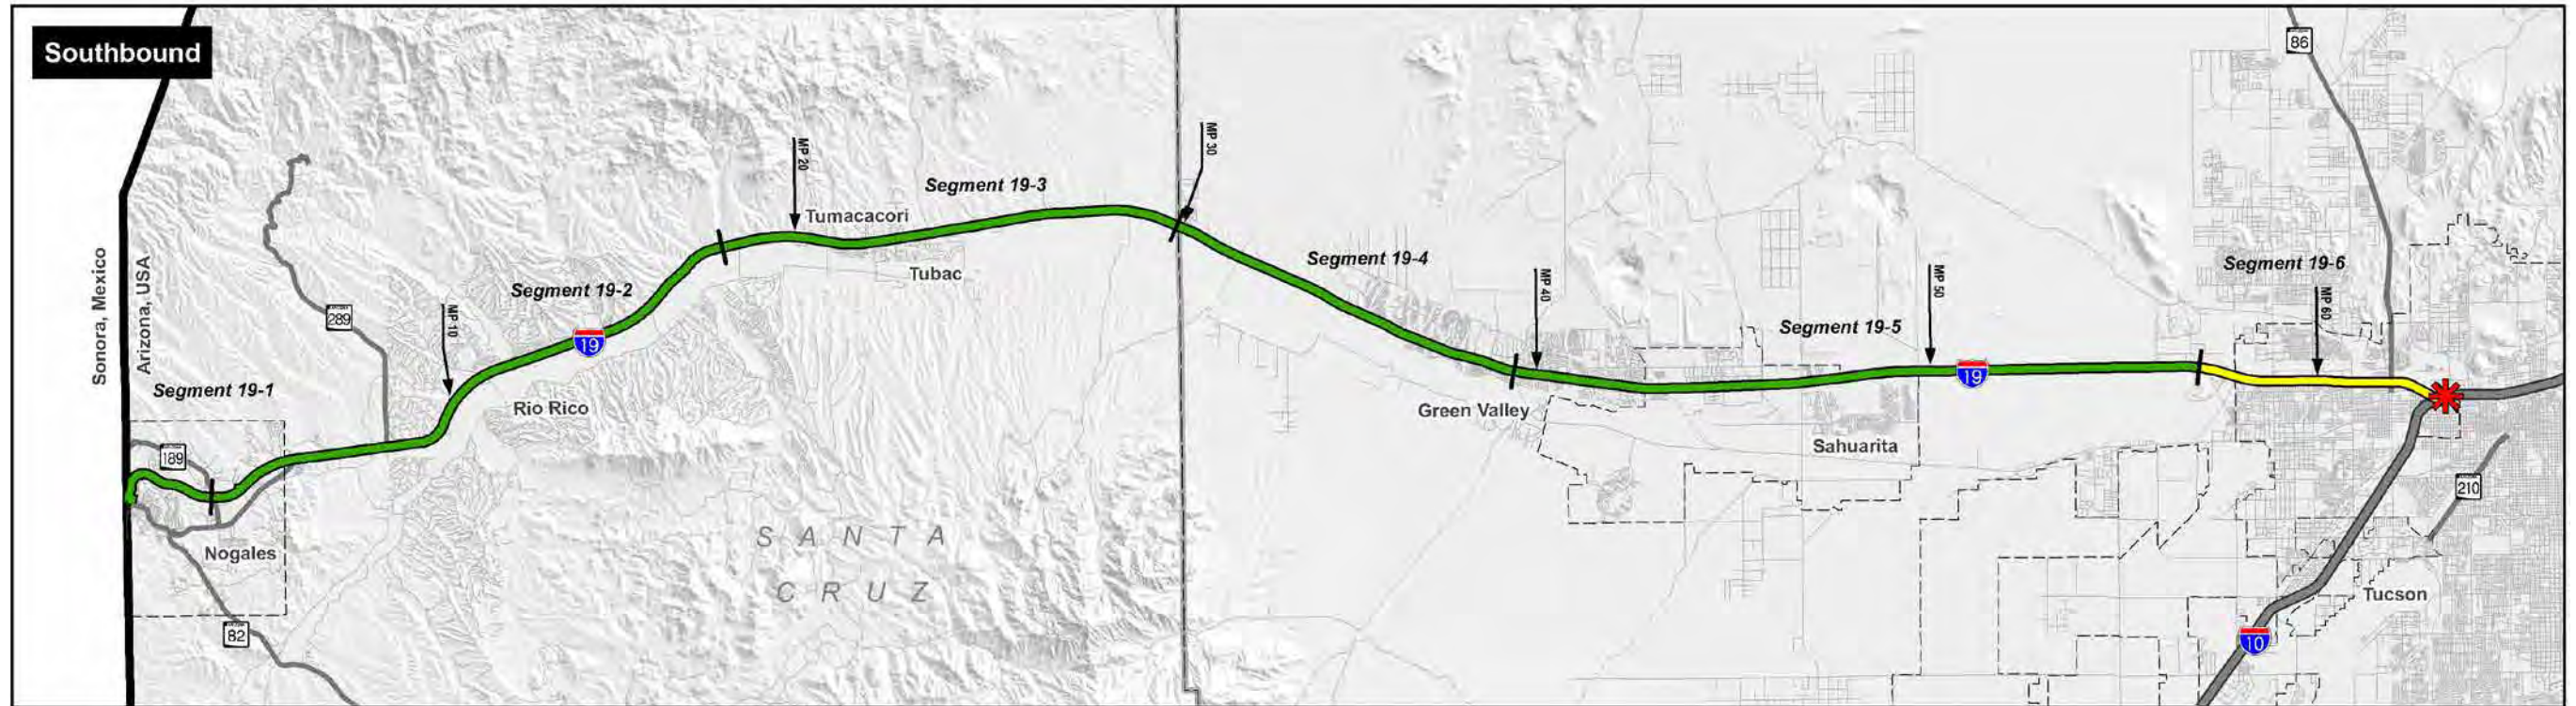 Southbound
86
MP 30
MP 20
Segment 19-3
Tumacacori
Sonora, Mexico
Arizona, USA
Segment 19-4
Segment 19-6
Tubac
MP 40
MP 50
Segment 19-2
MP 60
MP 10
289
Segment 19-5
19
19
Segment 19-1
Rio Rico
Green Valley
Sahuarita
189
210
SANTA
Nogales
CRUZ
Tucson
82
10